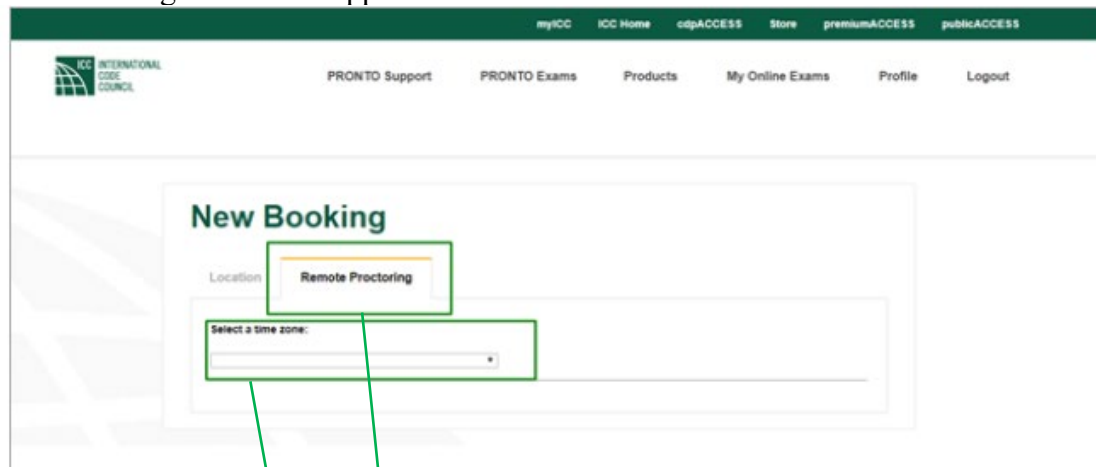 myICC ICC Home cdpACCESS Store premiumACCESS publicACCESS
ICC INTERNATIONAL
CODE
COUNCIL
PRONTO Support PRONTO Exams Products My Online Exams Profile Logout
New Booking
Location Remote Proctoring
Select a time zone: